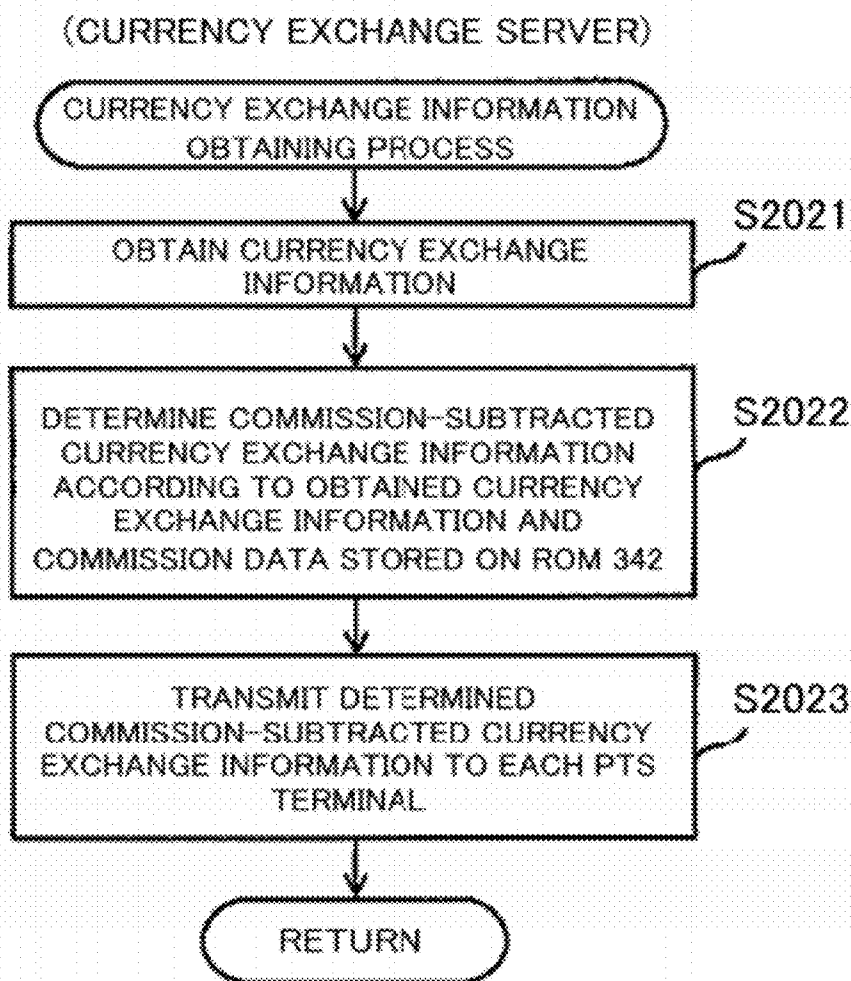 (CURRENCY EXCHANGE SERVER)
CURRENCY EXCHANGE INFORMATION
OBTAINING PROCESS
S2021
OBTAIN CURRENCY EXCHANGE
INFORMATION
S2022
DETERMINE COMMISSION-SUBTRACTED
CURRENCY EXCHANGE INFORMATION
ACCORDING TO OBTAINED CURRENCY
EXCHANGE INFORMATION AND
COMMISSION DATA STORED ON ROM 342
S2023
TRANSMIT DETERMINED
COMMISSION-SUBTRACTED CURRENCY
EXCHANGE INFORMATION TO EACH PTS
TERMINAL
RETURN